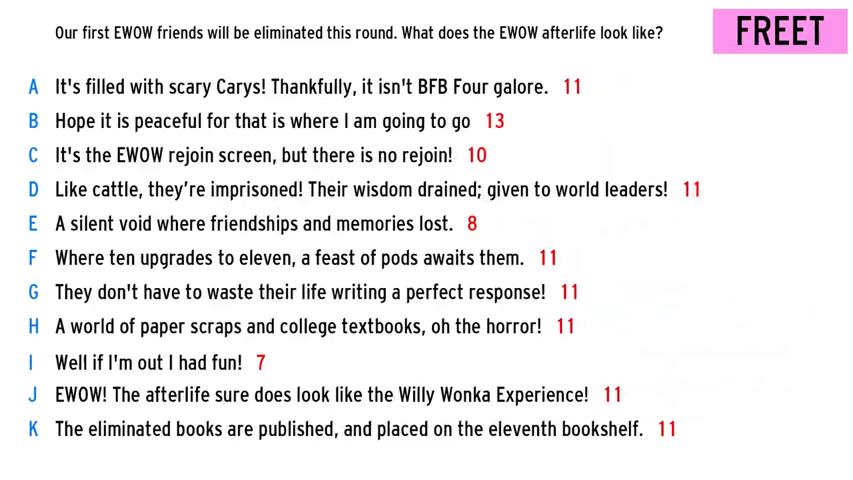 Our first EWOW friends will be eliminated this round. What does the EWOW afterlife look like?
FREET
A It's filled with scary Carys! Thankfully, it isn't BFB Four galore. 11
B Hope it is peaceful for that is where I am going to go 13
C It's the EWOW rejoin screen, but there is no rejoin! 10
D Like cattle, they're imprisoned! Their wisdom drained; given to world leaders! 11
E A silent void where friendships and memories lost. 8
F Where ten upgrades to eleven, a feast of pods awaits them. 11
G They don't have to waste their life writing a perfect response! 11
H A world of paper scraps and college textbooks, oh the horror! 11
I Well if I'm out I had fun! 7
J EWOW! The afterlife sure does look like the Willy Wonka Experience! 11
K The eliminated books are published, and placed on the eleventh bookshelf. 11